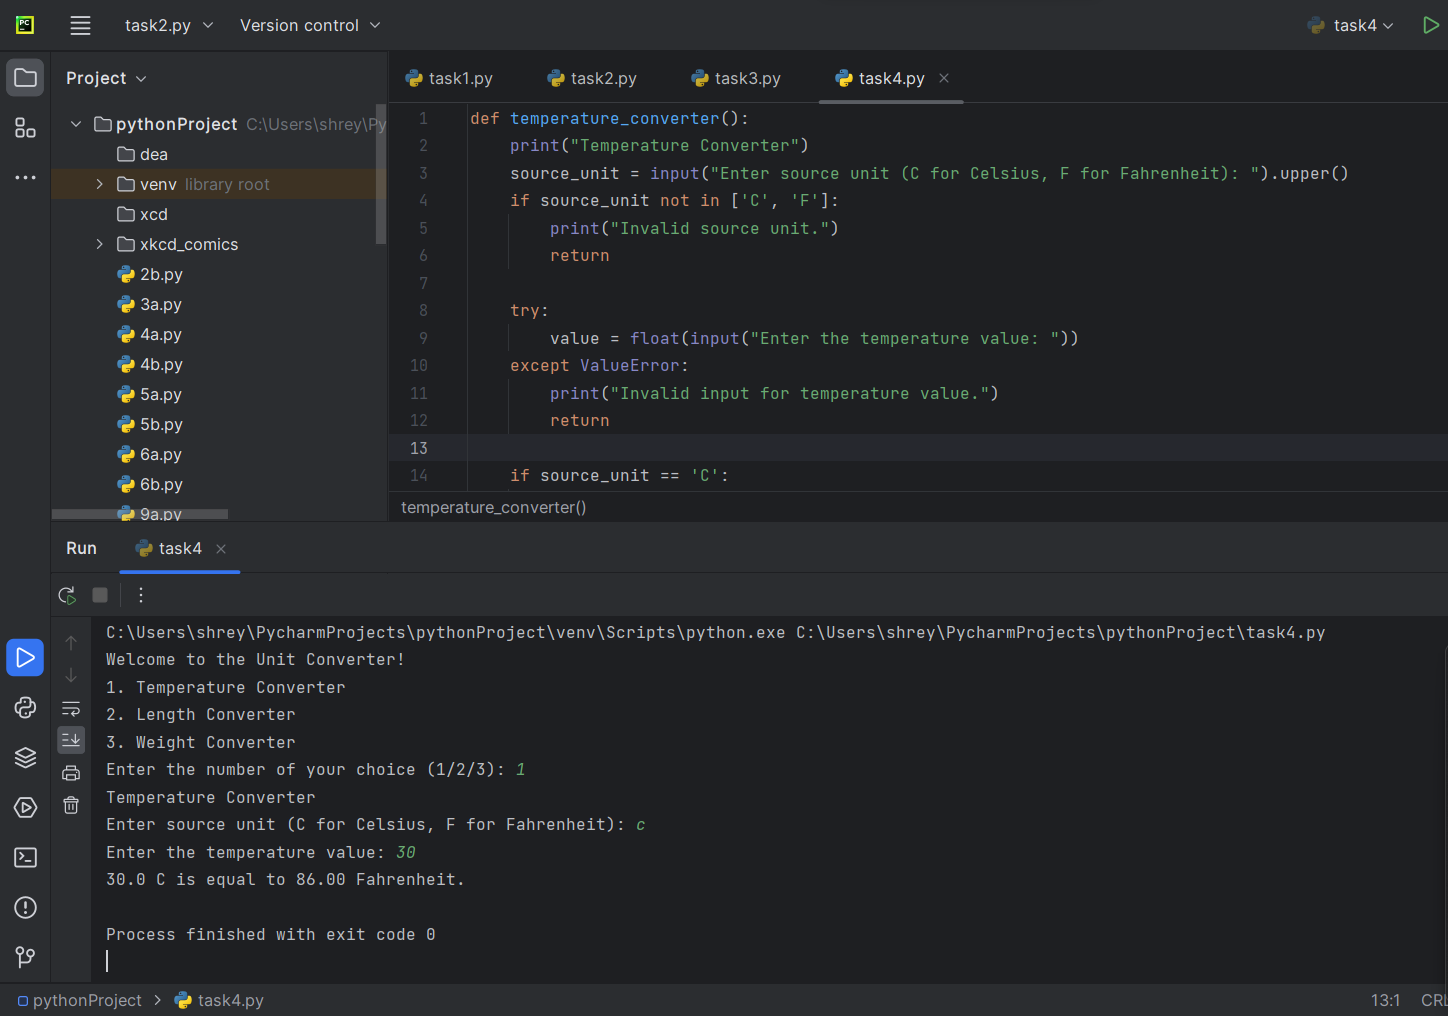 PC
task2.py
Version control
task4
Project
task1.py
task2.py
task3.py
task4.py
pythonProject C:\Users\shrey\Py
dea
venv library root
xcd
xkcd_comics
2b.py
3a.py
4a.py
4b.py
5a.py
5b.py
6a.py
6b.py
9a.py
1 def temperature_converter():
2 print("Temperature Converter")
3 source_unit = input("Enter source unit (C for Celsius, F for Fahrenheit): ").upper()
4 if source_unit not in ['C', 'F']:
5 print("Invalid source unit.")
6 return
7
8 try:
9 value = float(input("Enter the temperature value: "))
10 except ValueError:
11 print("Invalid input for temperature value.")
12 return
13
14 if source_unit == 'C':
temperature_converter()
Run
task4
C:\Users\shrey\PycharmProjects\pythonProject\venv\Scripts\python.exe C:\Users\shrey\PycharmProjects\pythonProject\task4.py
Welcome to the Unit Converter!
1. Temperature Converter
2. Length Converter
3. Weight Converter
Enter the number of your choice (1/2/3): 1
Temperature Converter
Enter source unit (C for Celsius, F for Fahrenheit): c
Enter the temperature value: 30
30.0 C is equal to 86.00 Fahrenheit.
Process finished with exit code 0
pythonProject > task4.py
13:1 CRL